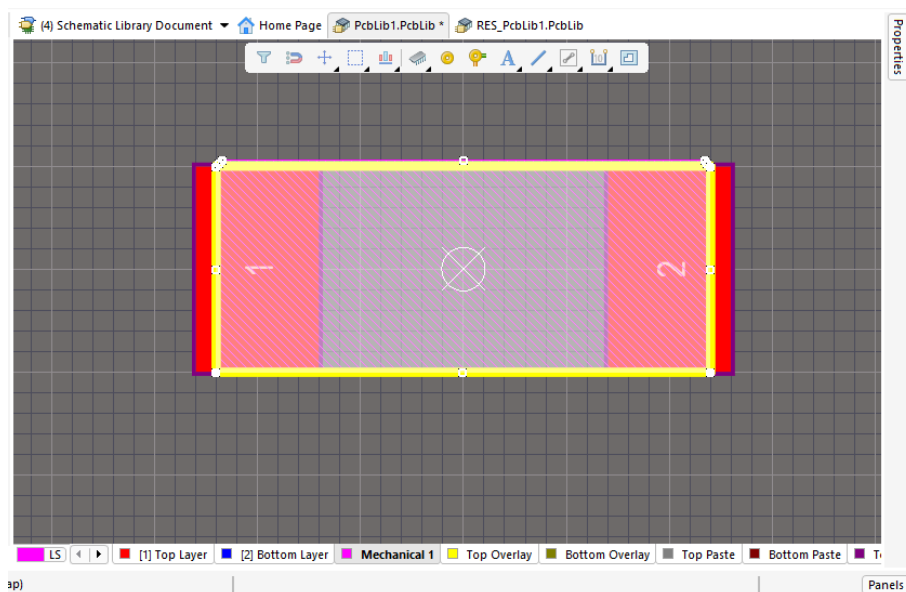 (4) Schematic Library Document Home Page PcbLib1.PcbLib * RES_PcbLib1.PcbLib
Properties
A 10
1 2
LS [1] Top Layer [2] Bottom Layer Mechanical 1 Top Overlay Bottom Overlay Top Paste Bottom Paste
ap) Panels